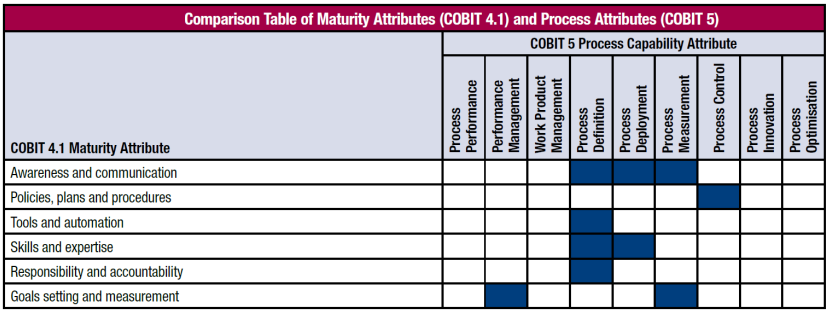 Comparison Table of Maturity Attributes (COBIT 4.1) and Process Attributes (COBIT 5)
COBIT 5 Process Capability Attribute
COBIT 4.1 Maturity Attribute
Process
Performance
Performance
Management
Work Product
Management
Process
Definition
Process
Deployment
Process
Measurement
Process Control
Process
Innovation
Process
Optimisation
Awareness and communication
Policies, plans and procedures
Tools and automation
Skills and expertise
Responsibility and accountability
Goals setting and measurement